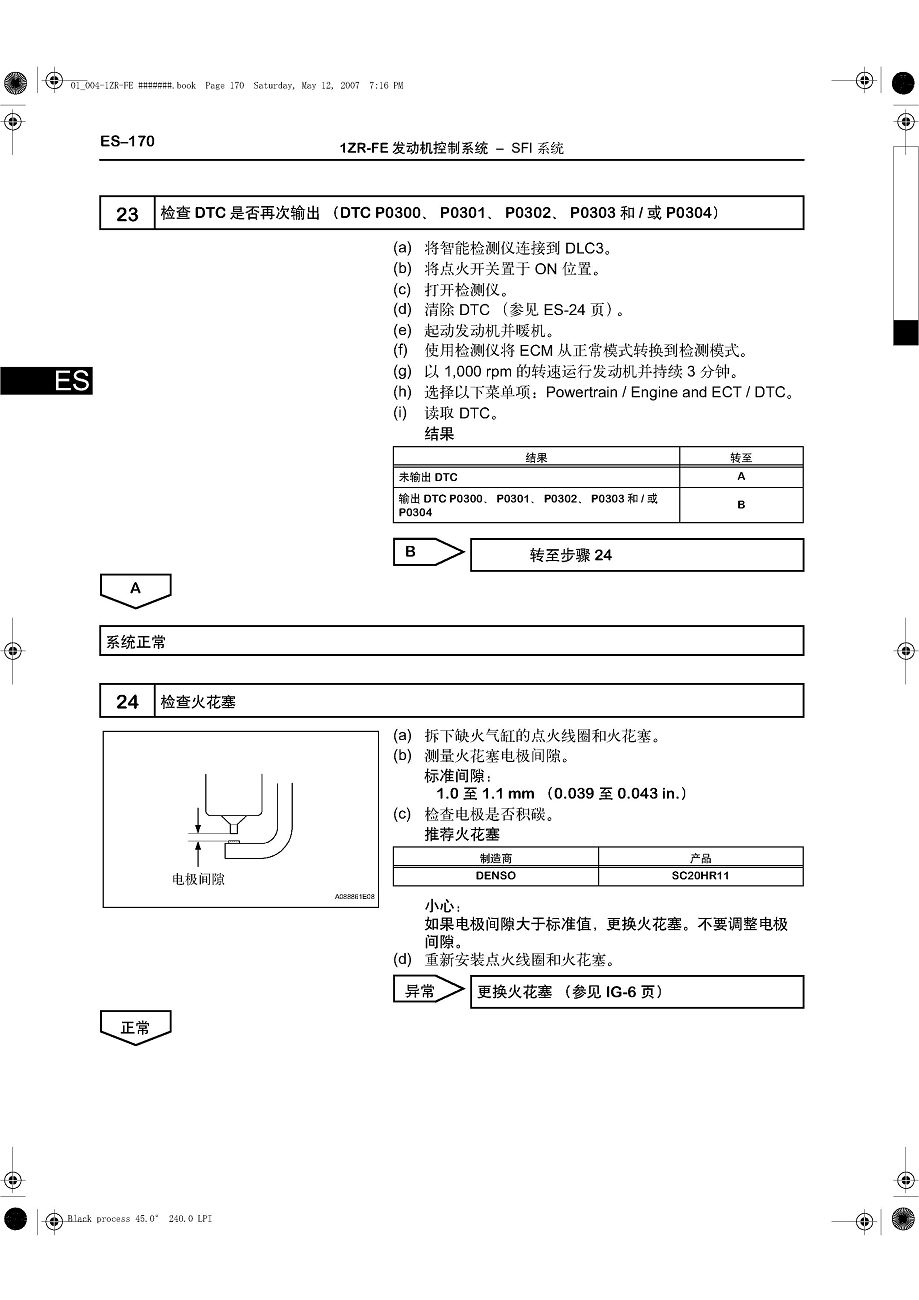 01_004-1ZR-FE #######.book  Page 170  Saturday, May 12, 2007  7:16 PM
ES–170
1ZR-FE 发动机控制系统 – SFI 系统
23 检查 DTC 是否再次输出 （DTC P0300、 P0301、 P0302、 P0303 和 / 或 P0304）
(a) 将智能检测仪连接到 DLC3。
(b) 将点火开关置于 ON 位置。
(c) 打开检测仪。
(d) 清除 DTC （参见 ES-24 页）。
(e) 起动发动机并暖机。
(f) 使用检测仪将 ECM 从正常模式转换到检测模式。
ES
(g) 以 1,000 rpm 的转速运行发动机并持续 3 分钟。
(h) 选择以下菜单项：Powertrain / Engine and ECT / DTC。
(i) 读取 DTC。
结果
结果 转至
未输出 DTC A
输出 DTC P0300、 P0301、 P0302、 P0303 和 / 或
P0304 B
B 转至步骤 24
A
系统正常
24 检查火花塞
电极间隙
A088861E08
(a) 拆下缺火气缸的点火线圈和火花塞。
(b) 测量火花塞电极间隙。
标准间隙：
1.0 至 1.1 mm （0.039 至 0.043 in.）
(c) 检查电极是否积碳。
推荐火花塞
制造商 产品
DENSO SC20HR11
小心：
如果电极间隙大于标准值，更换火花塞。不要调整电极
间隙。
(d) 重新安装点火线圈和火花塞。
异常 更换火花塞 （参见 IG-6 页）
正常
Black process 45.0° 240.0 LPI